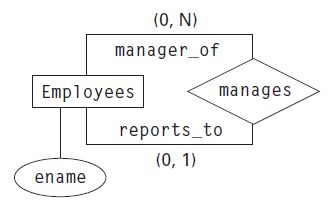 (0, N)
manager_of
Employees
manages
reports_to
(0, 1)
ename